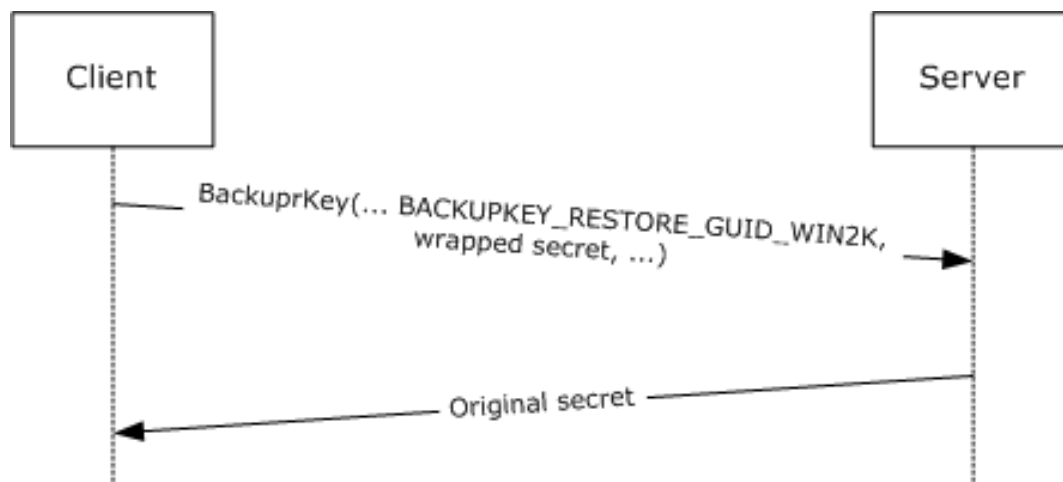 Client
Server
BackuprKey(... BACKUPKEY_RESTORE_GUID_WIN2K,
wrapped secret, ...)
Original secret